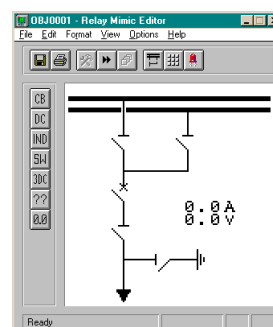 OBJ0001 - Relay Mimic Editor
File Edit Format View Options Help
CB
DC
IND
SW
3DC
??
0.0
0.0A
0.0V
Ready